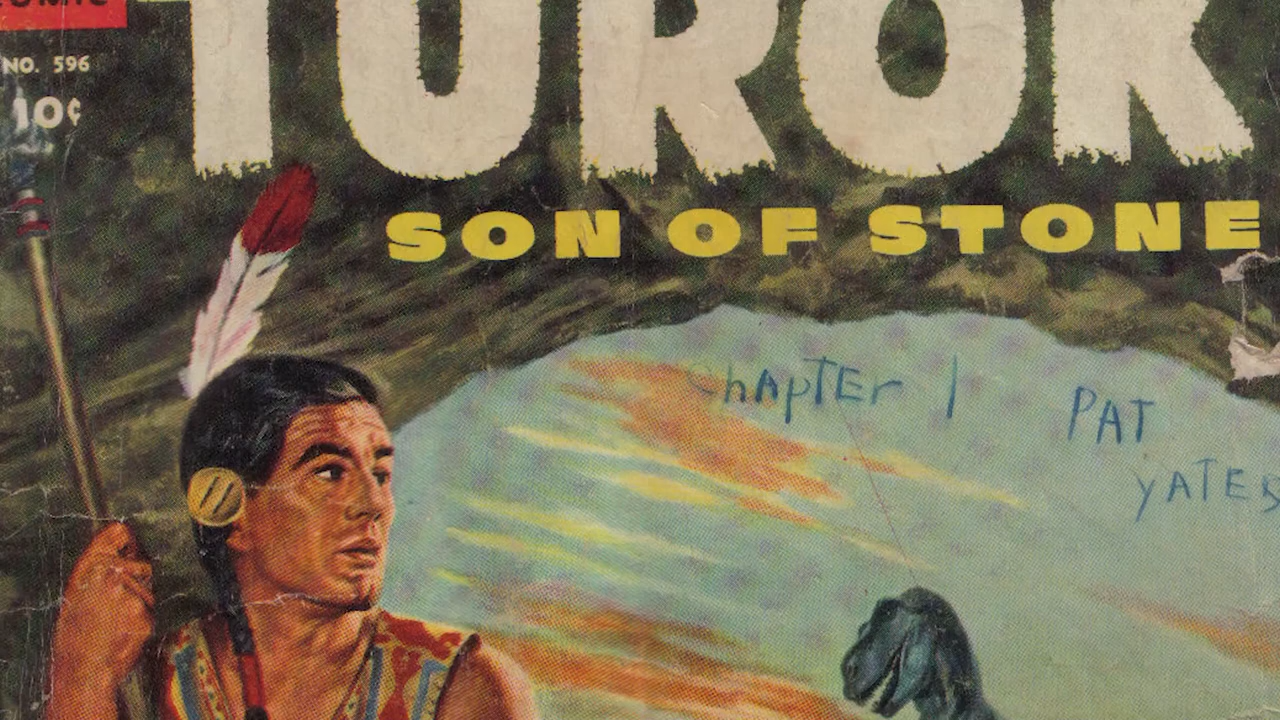 NO. 596
10¢
TUROK
SON OF STONE
ChApTEr 1
PAT
yATES